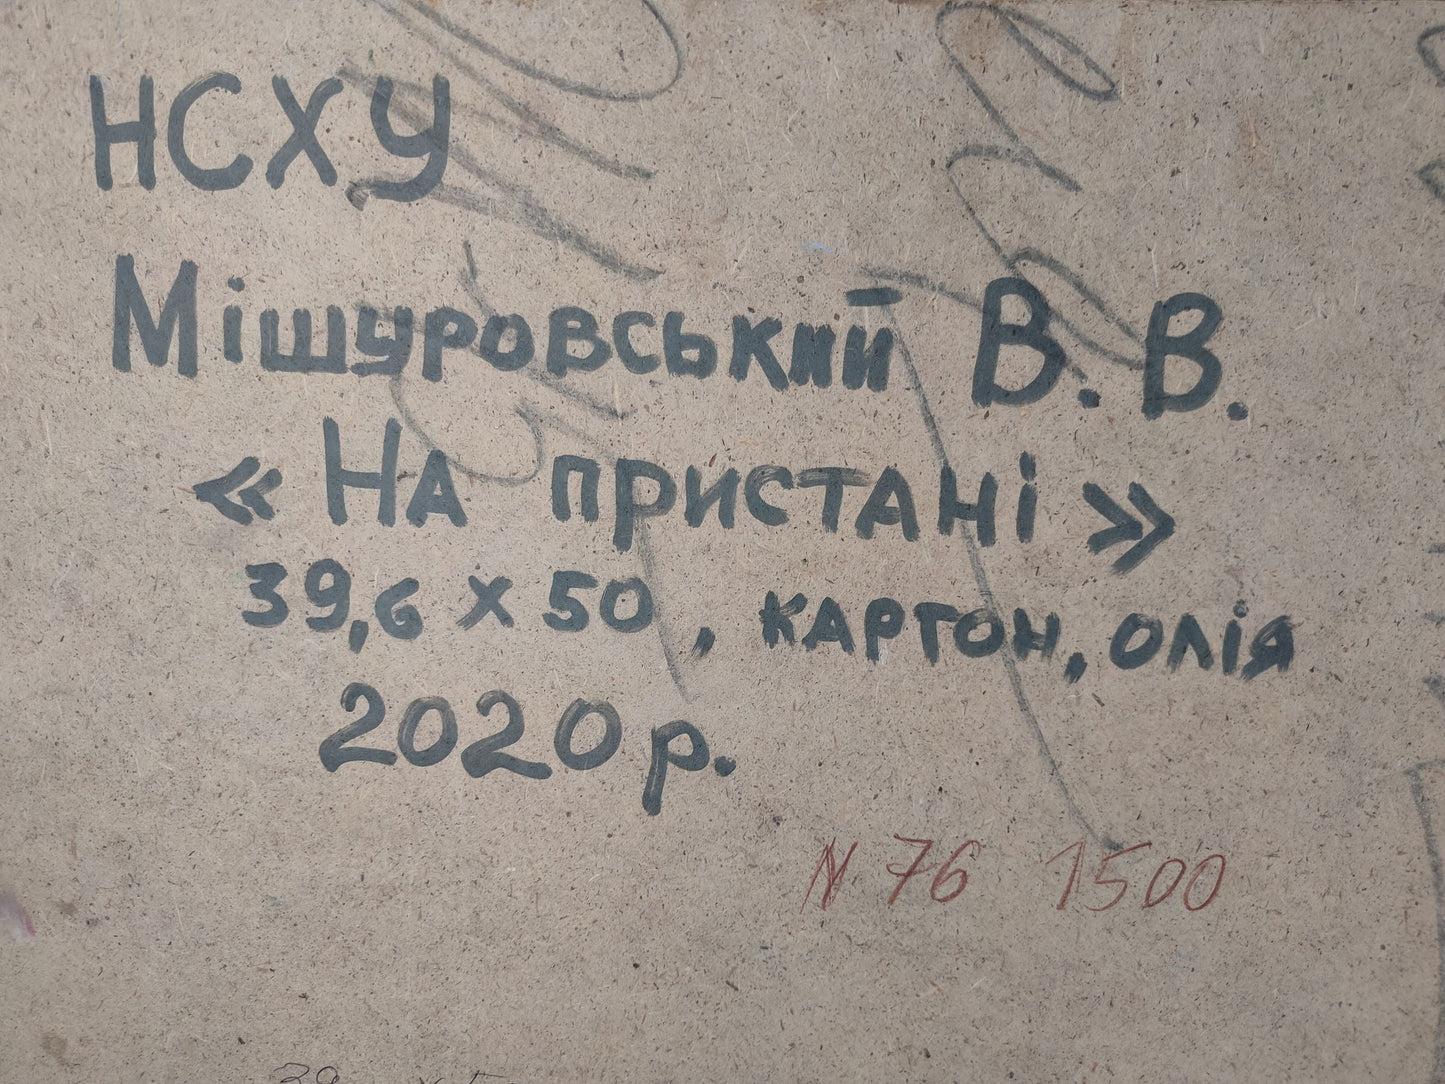 НСХУ
Мішуровський В. В.
« На пристані »
39,6 х 50, картон, олія
2020 р.
N 76 1500